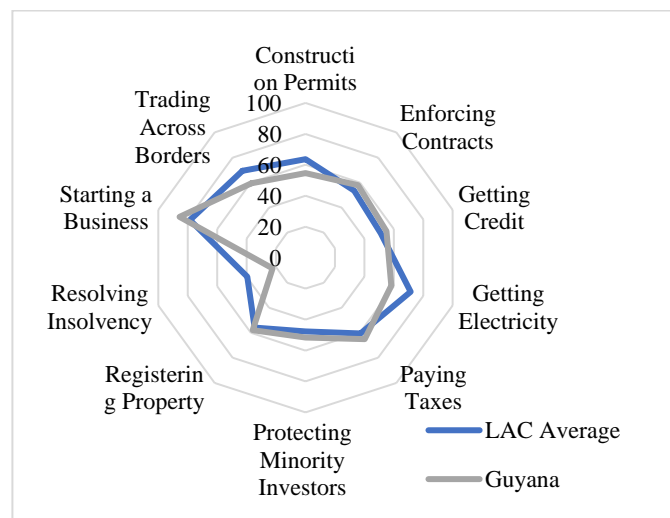 Constructi
on Permits
Enforcing
Contracts
Getting
Credit
Getting
Electricity
Paying
Taxes
Protecting
Minority
Investors
Registerin
g Property
Resolving
Insolvency
Starting a
Business
Trading
Across
Borders
100
80
60
40
20
0
LAC Average
Guyana